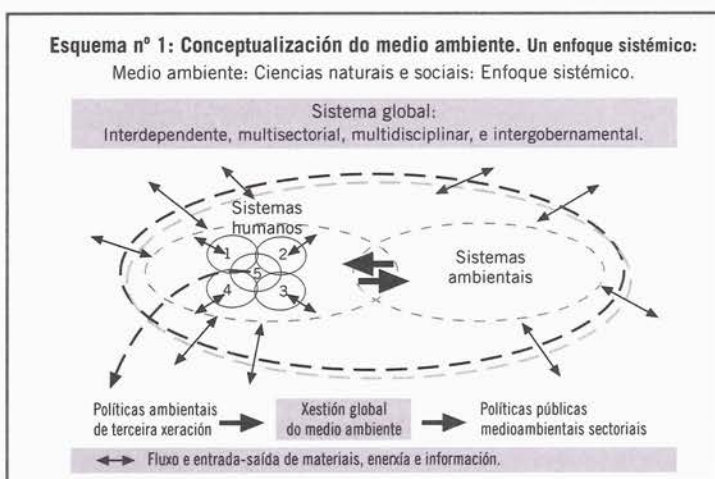 Esquema nº 1: Conceptualización do medio ambiente. Un enfoque sistémico:
Medio ambiente: Ciencias naturais e sociais: Enfoque sistémico.
Sistema global:
Interdependente, multisectorial, multidisciplinar, e intergobernamental.
Sistemas
humanos
1 2
5
4 3
Sistemas
ambientais
Políticas ambientais
de terceira xeración
Xestión global
do medio ambiente
Políticas públicas
medioambientais sectoriais
Fluxo e entrada-saída de materiais, enerxía e información.